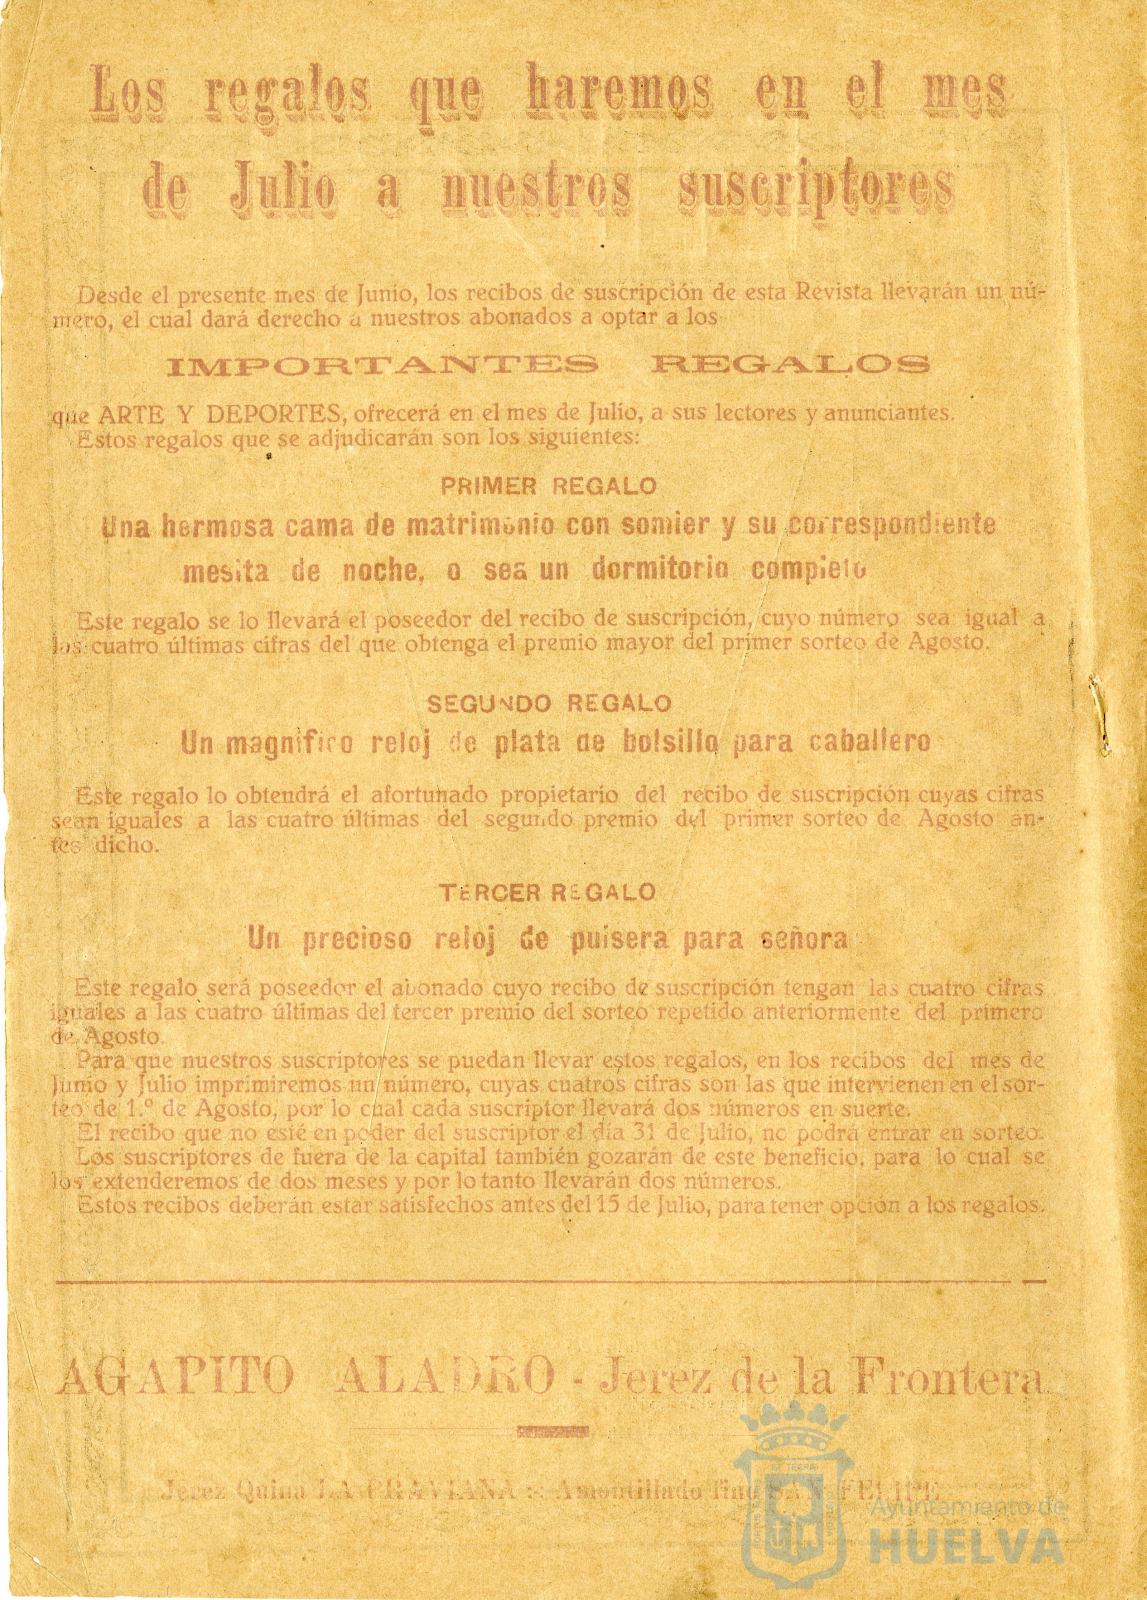 Los regalos que haremos en el mes
de Julio a nuestros suscriptores
Desde el presente mes de Junio, los recibos de suscripción de esta Revista llevarán un nú-
mero, el cual dará derecho a nuestros abonados a optar a los
IMPORTANTES REGALOS
que ARTE Y DEPORTES, ofrecerá en el mes de Julio, a sus lectores y anunciantes.
Estos regalos que se adjudicarán son los siguientes:
PRIMER REGALO
Una hermosa cama de matrimonio con somier y su correspondiente
mesita de noche, o sea un dormitorio completo
Este regalo se lo llevará el poseedor del recibo de suscripción, cuyo número sea igual a
las cuatro últimas cifras del que obtenga el premio mayor del primer sorteo de Agosto.
SEGUNDO REGALO
Un magnífico reloj de plata de bolsillo para caballero
Este regalo lo obtendrá el afortunado propietario del recibo de suscripción cuyas cifras
sean iguales a las cuatro últimas del segundo premio del primer sorteo de Agosto an-
tes dicho.
TERCER REGALO
Un precioso reloj de pulsera para señora
Este regalo será poseedor el abonado cuyo recibo de suscripción tengan las cuatro cifras
iguales a las cuatro últimas del tercer premio del sorteo repetido anteriormente del primero
de Agosto.
Para que nuestros suscriptores se puedan llevar estos regalos, en los recibos del mes de
Junio y Julio imprimiremos un número, cuyas cuatros cifras son las que intervienen en el sor-
teo de 1.º de Agosto, por lo cual cada suscriptor llevará dos números en suerte.
El recibo que no esté en poder del suscriptor el día 31 de Julio, no podrá entrar en sorteo.
Los suscriptores de fuera de la capital también gozarán de este beneficio, para lo cual se
los extenderemos de dos meses y por lo tanto llevarán dos números.
Estos recibos deberán estar satisfechos antes del 15 de Julio, para tener opción a los regalos.
AGAPITO ALADRO - Jerez de la Frontera
Jerez Quina LA PRAVIANA :-: Amontillado fino SAN FELIPE
Ayuntamiento de
HUELVA